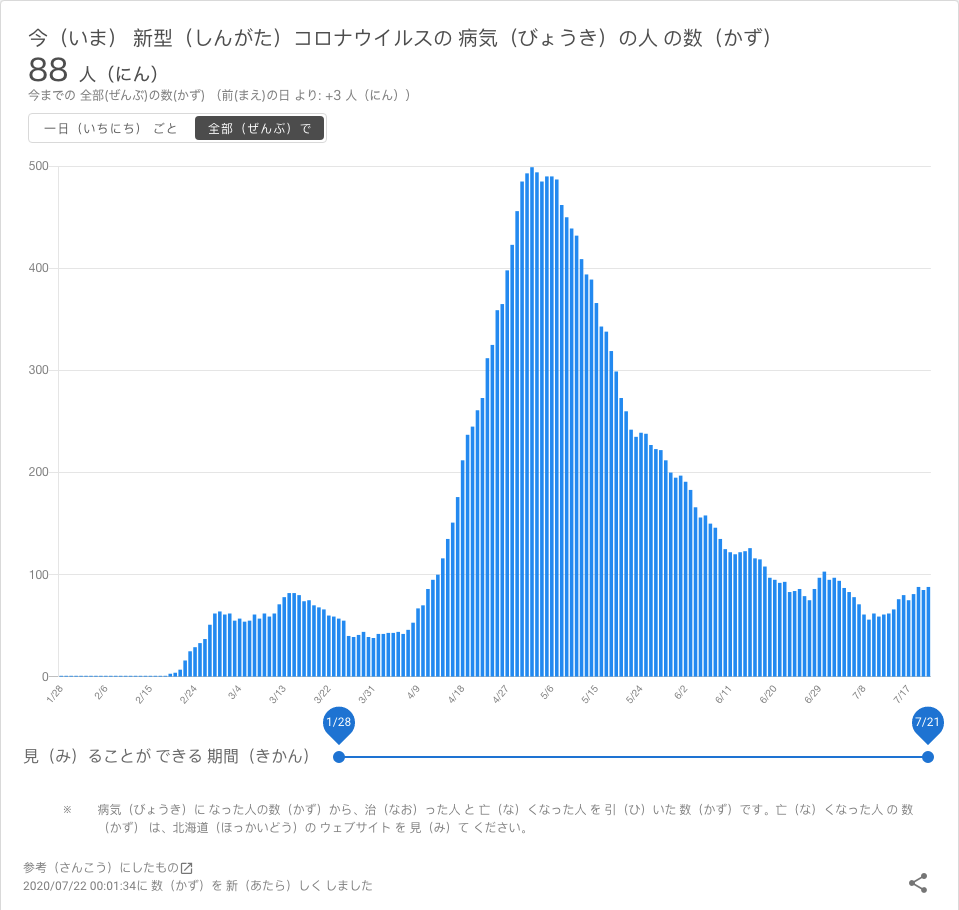 今（いま） 新型（しんがた）コロナウイルスの 病気（びょうき）の人 の数（かず）
88 人（にん）
今までの 全部(ぜんぶ)の数(かず) （前(まえ)の日 より: +3 人（にん））
一日（いちにち） ごと 全部（ぜんぶ）で
500
400
300
200
100
0
1/28 2/6 2/15 2/24 3/4 3/13 3/22 3/31 4/9 4/18 4/27 5/6 5/15 5/24 6/2 6/11 6/20 6/29 7/8 7/17
1/28 7/21
見（み）ることが できる 期間（きかん）
※ 病気（びょうき）に なった人の数（かず）から、治（なお）った人 と 亡（な）くなった人 を 引（ひ）いた 数（かず）です。亡（な）くなった人 の 数
（かず） は、北海道（ほっかいどう）の ウェブサイト を 見（み）て ください。
参考（さんこう）にしたもの
2020/07/22 00:01:34に 数（かず）を 新（あたら）しく しました